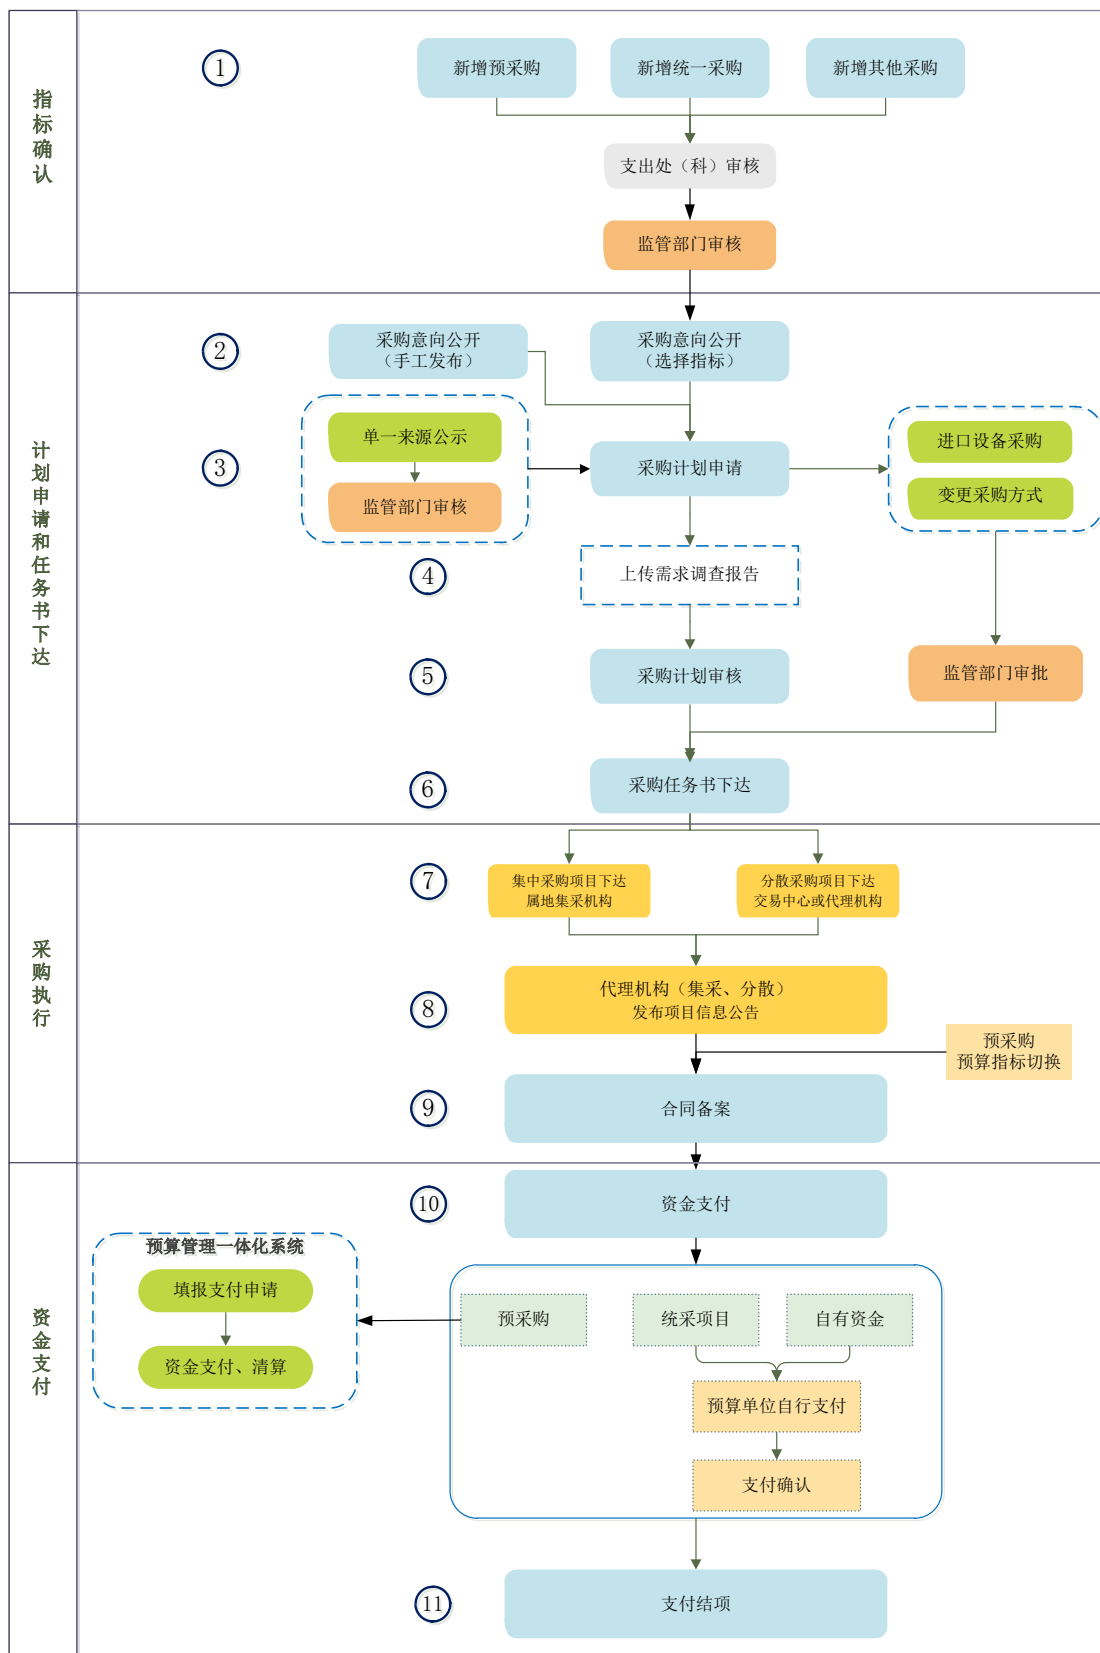 指标确认
①
新增预采购
新增统一采购
新增其他采购
支出处（科）审核
监管部门审核
计划申请和任务书下达
②
采购意向公开
（手工发布）
采购意向公开
（选择指标）
③
单一来源公示
监管部门审核
采购计划申请
进口设备采购
变更采购方式
④
上传需求调查报告
⑤
采购计划审核
监管部门审批
⑥
采购任务书下达
采购执行
⑦
集中采购项目下达
属地集采机构
分散采购项目下达
交易中心或代理机构
⑧
代理机构（集采、分散）
发布项目信息公告
预采购
预算指标切换
⑨
合同备案
资金支付
⑩
资金支付
预算管理一体化系统
填报支付申请
资金支付、清算
预采购
统采项目
自有资金
预算单位自行支付
支付确认
⑪
支付结项